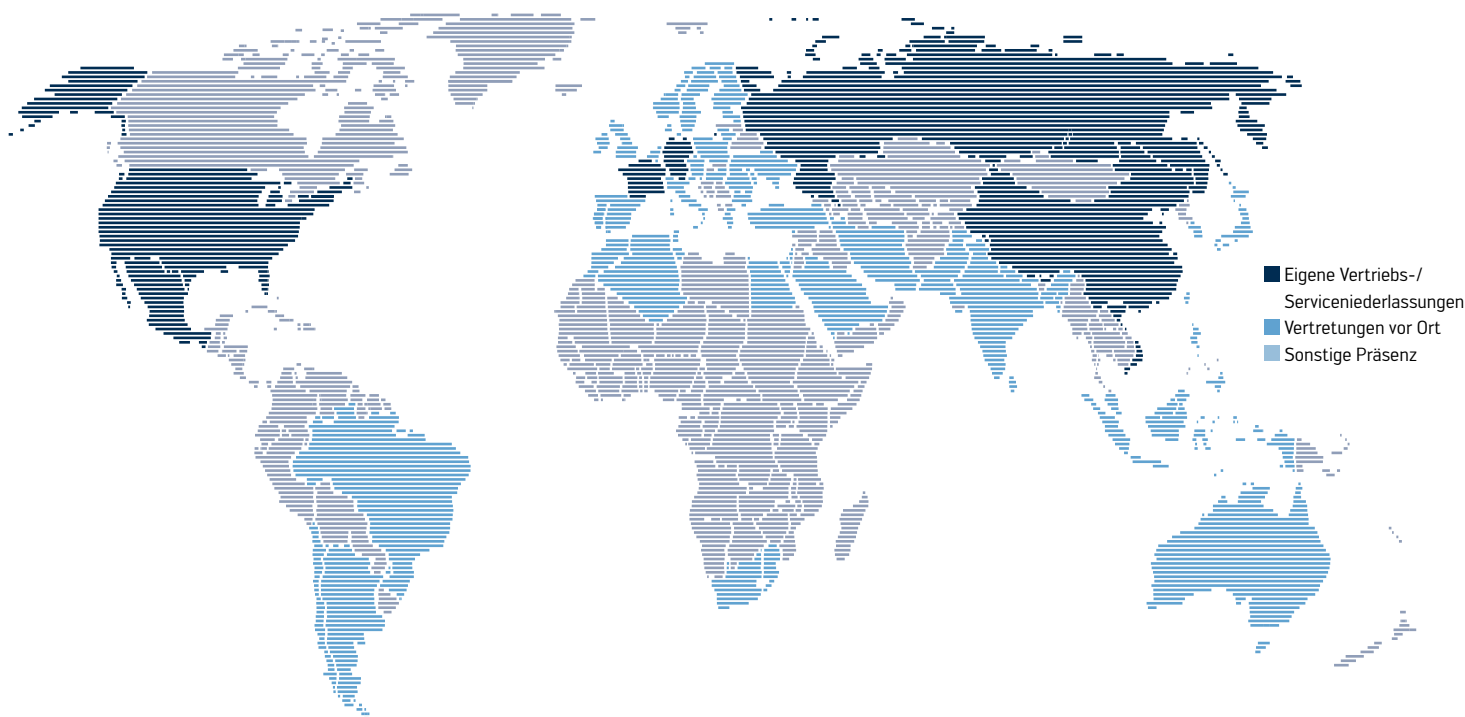 Eigene Vertriebs-/
Serviceniederlassungen
Vertretungen vor Ort
Sonstige Präsenz